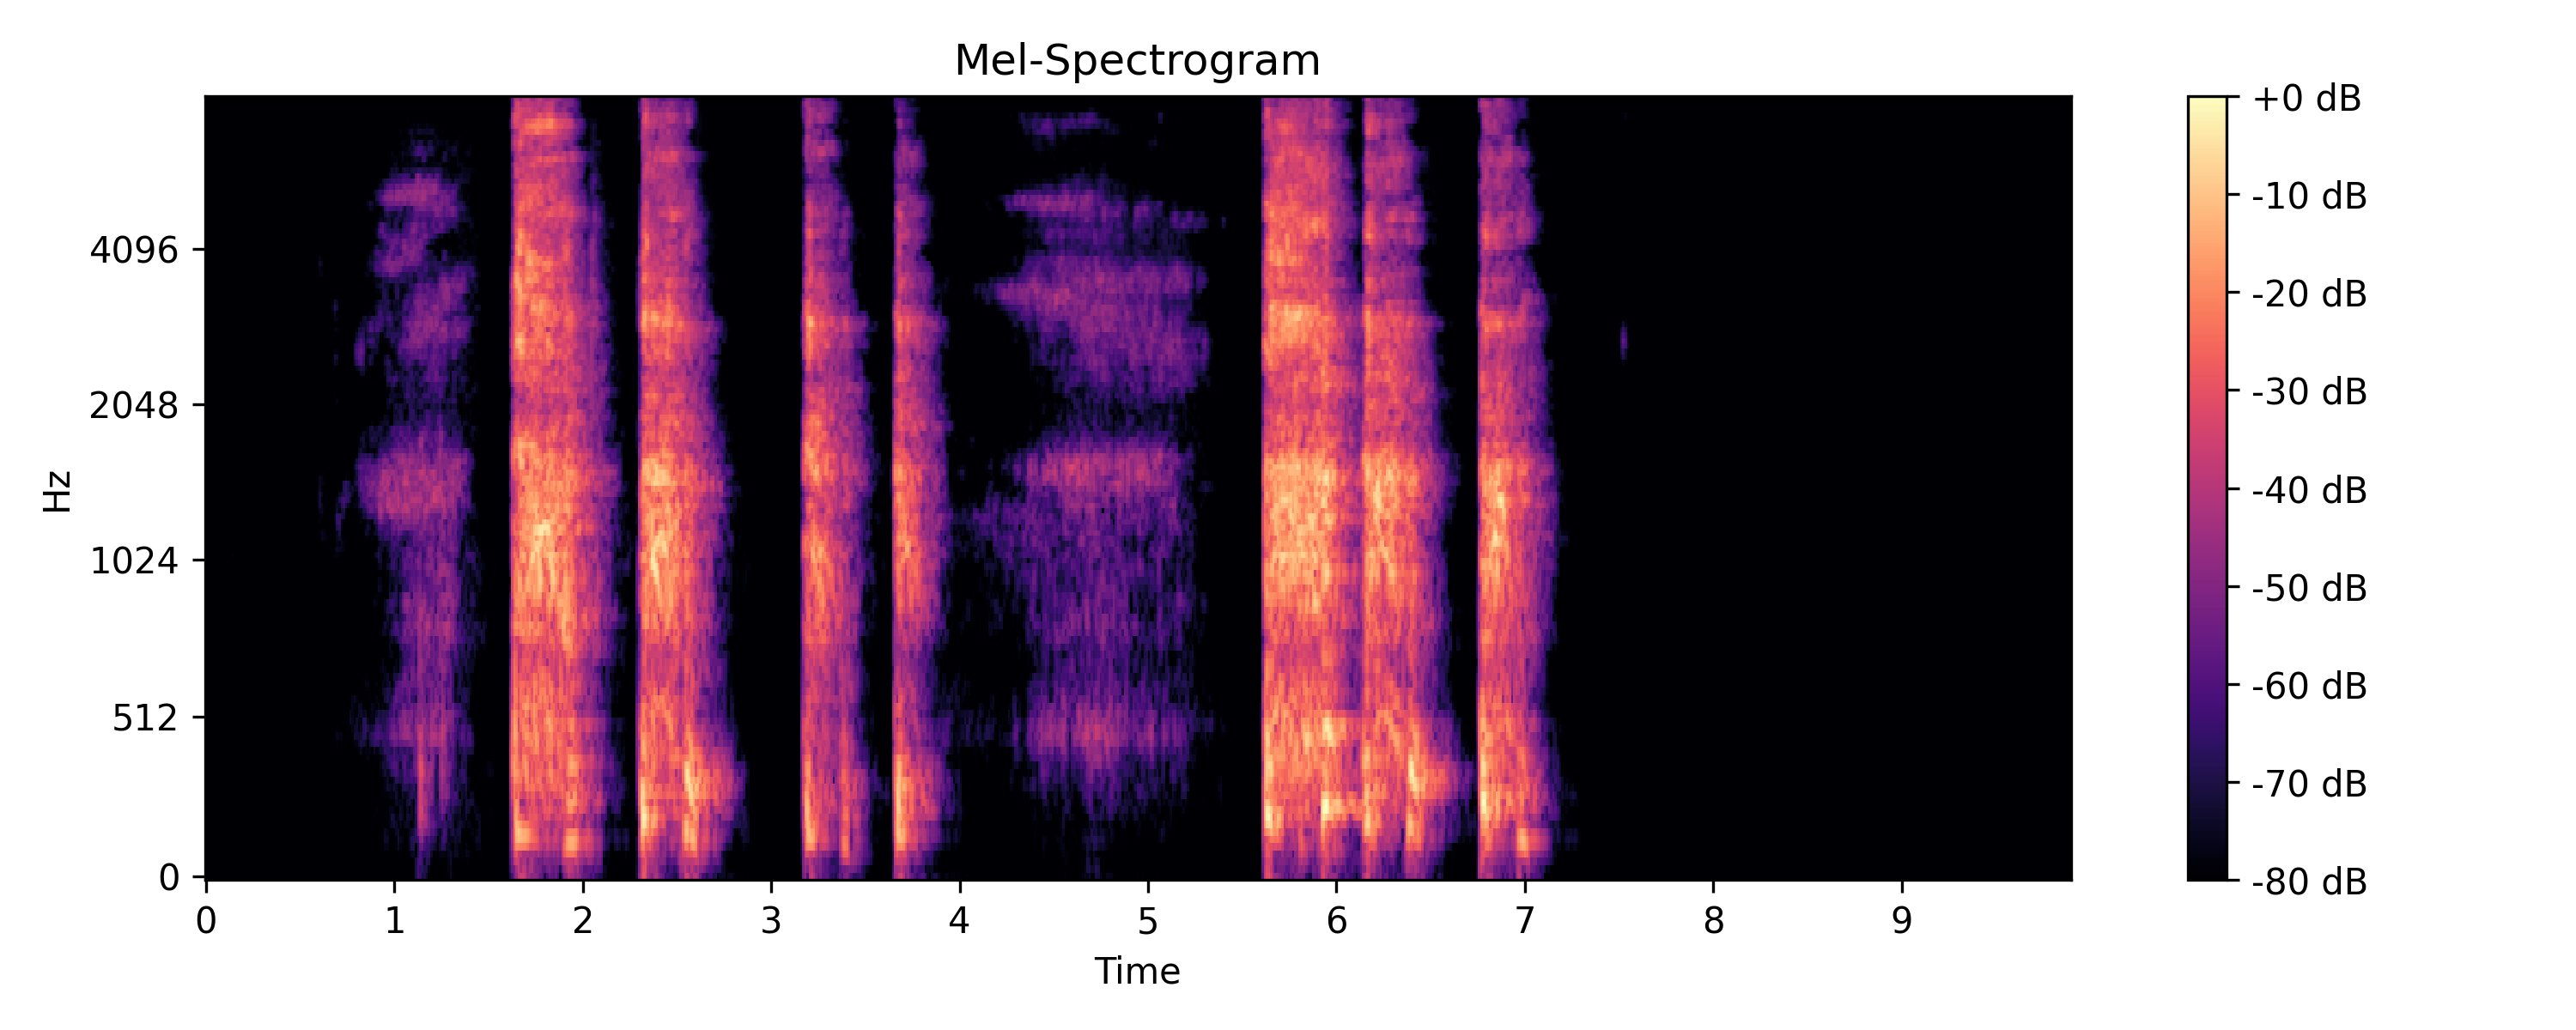 Mel-Spectrogram
+0 dB
-10 dB
-20 dB
-30 dB
-40 dB
-50 dB
-60 dB
-70 dB
-80 dB
4096
2048
1024
512
0
Hz
0 1 2 3 4 5 6 7 8 9
Time